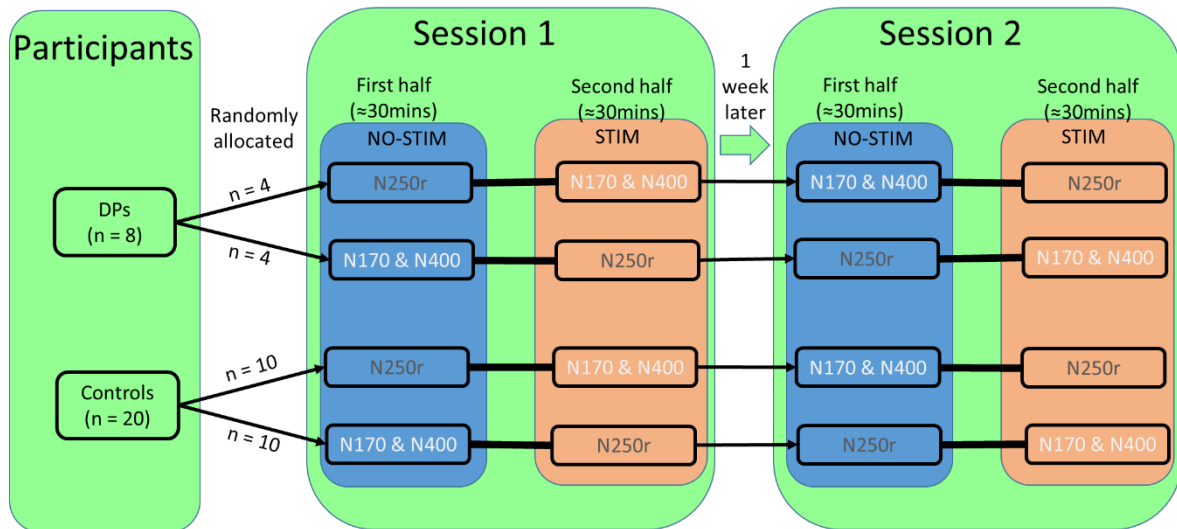 Participants
DPs
(n = 8)
Controls
(n = 20)
Randomly
allocated
n = 4
n = 4
n = 10
n = 10
Session 1
First half
(≈30mins)
NO-STIM
N250r
N170 & N400
N250r
N170 & N400
Second half
(≈30mins)
STIM
N170 & N400
N250r
N170 & N400
N250r
1
week
later
Session 2
First half
(≈30mins)
NO-STIM
N170 & N400
N250r
N170 & N400
N250r
Second half
(≈30mins)
STIM
N250r
N170 & N400
N250r
N170 & N400